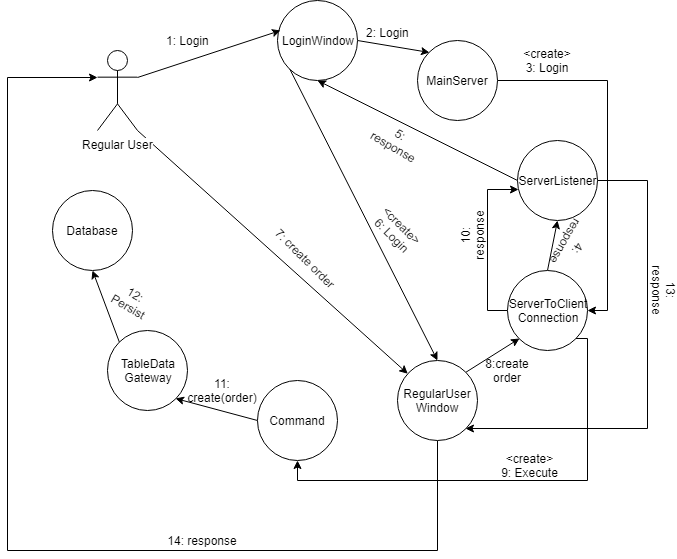 1: Login
LoginWindow
2: Login
MainServer
<create>
3: Login
Regular User
5:
response
ServerListener
<create>
6: Login
4:
response
10:
response
Database
7: create order
13:
response
12:
Persist
ServerToClient
Connection
TableData
Gateway
8:create
order
11:
create(order)
RegularUser
Window
Command
<create>
9: Execute
14: response